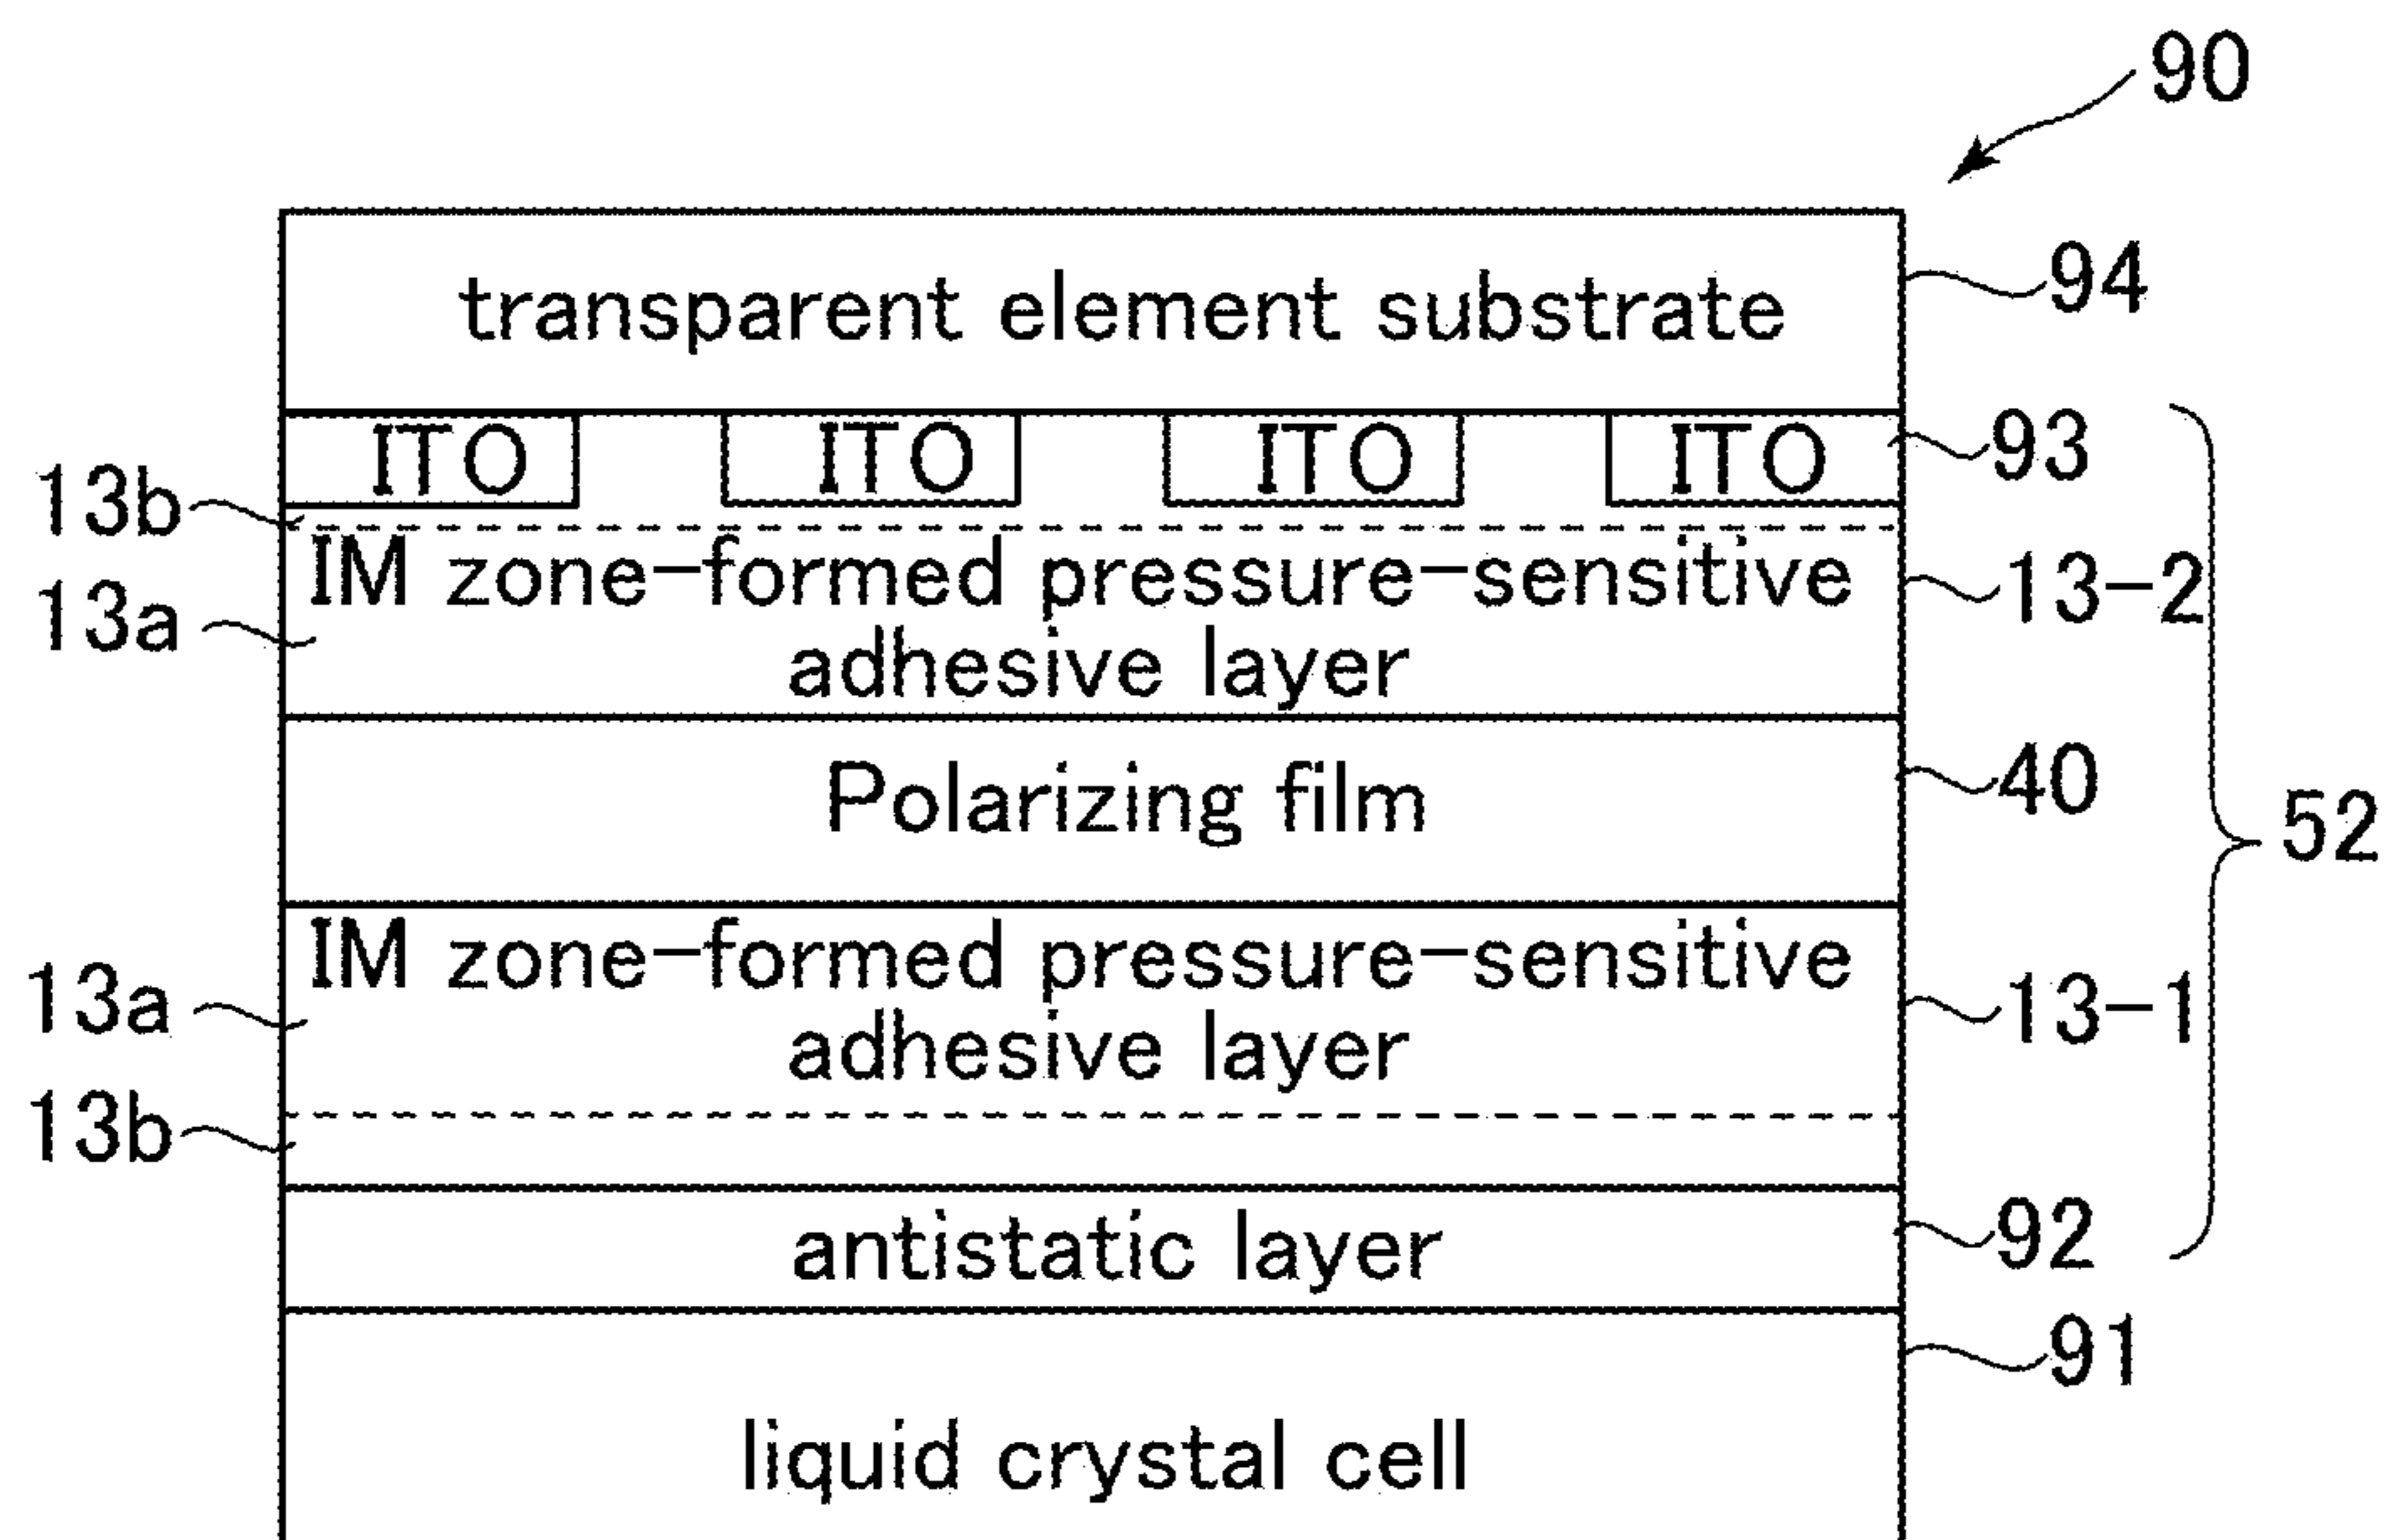 90
transparent element substrate
94
ITO ITO ITO ITO
93
13b
IM zone-formed pressure-sensitive
adhesive layer
13-2
13a
Polarizing film
40
52
IM zone-formed pressure-sensitive
adhesive layer
13a
13-1
13b
antistatic layer
92
91
liquid crystal cell